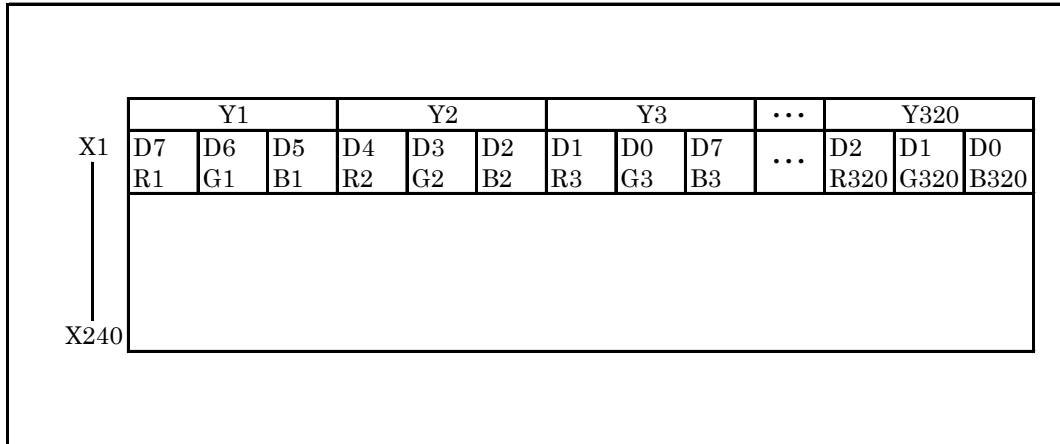 Y1 Y2 Y3 ... Y320
X1 D7 D6 D5 D4 D3 D2 D1 D0 D7 ... D2 D1 D0
R1 G1 B1 R2 G2 B2 R3 G3 B3 R320 G320 B320
X240